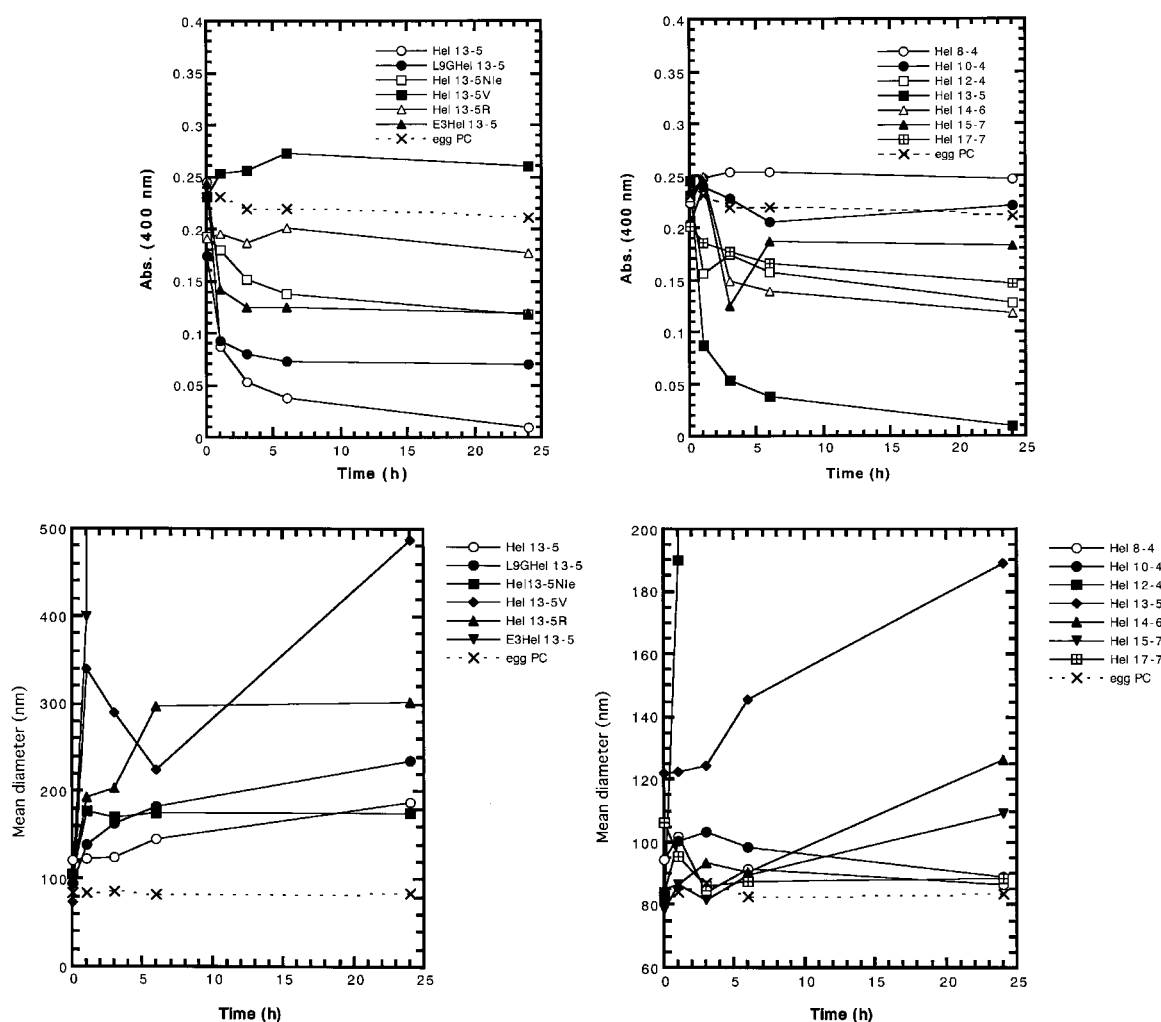 0.4
0.35
0.3
0.25
0.2
0.15
0.1
0.05
0
Abs. (400 nm)
Hel 13-5
L9GHel 13-5
Hel 13-5Nle
Hel 13-5V
Hel 13-5R
E3Hel 13-5
egg PC
0 5 10 15 20 25
Time (h)
0.4
0.35
0.3
0.25
0.2
0.15
0.1
0.05
0
Abs. (400 nm)
Hel 8-4
Hel 10-4
Hel 12-4
Hel 13-5
Hel 14-6
Hel 15-7
Hel 17-7
egg PC
0 5 10 15 20 25
Time (h)
500
400
300
200
100
0
Mean diameter (nm)
Hel 13-5
L9GHel 13-5
Hel13-5Nle
Hel 13-5V
Hel 13-5R
E3Hel 13-5
egg PC
0 5 10 15 20 25
Time (h)
200
180
160
140
120
100
80
60
Mean diameter (nm)
Hel 8-4
Hel 10-4
Hel 12-4
Hel 13-5
Hel 14-6
Hel 15-7
Hel 17-7
egg PC
0 5 10 15 20 25
Time (h)